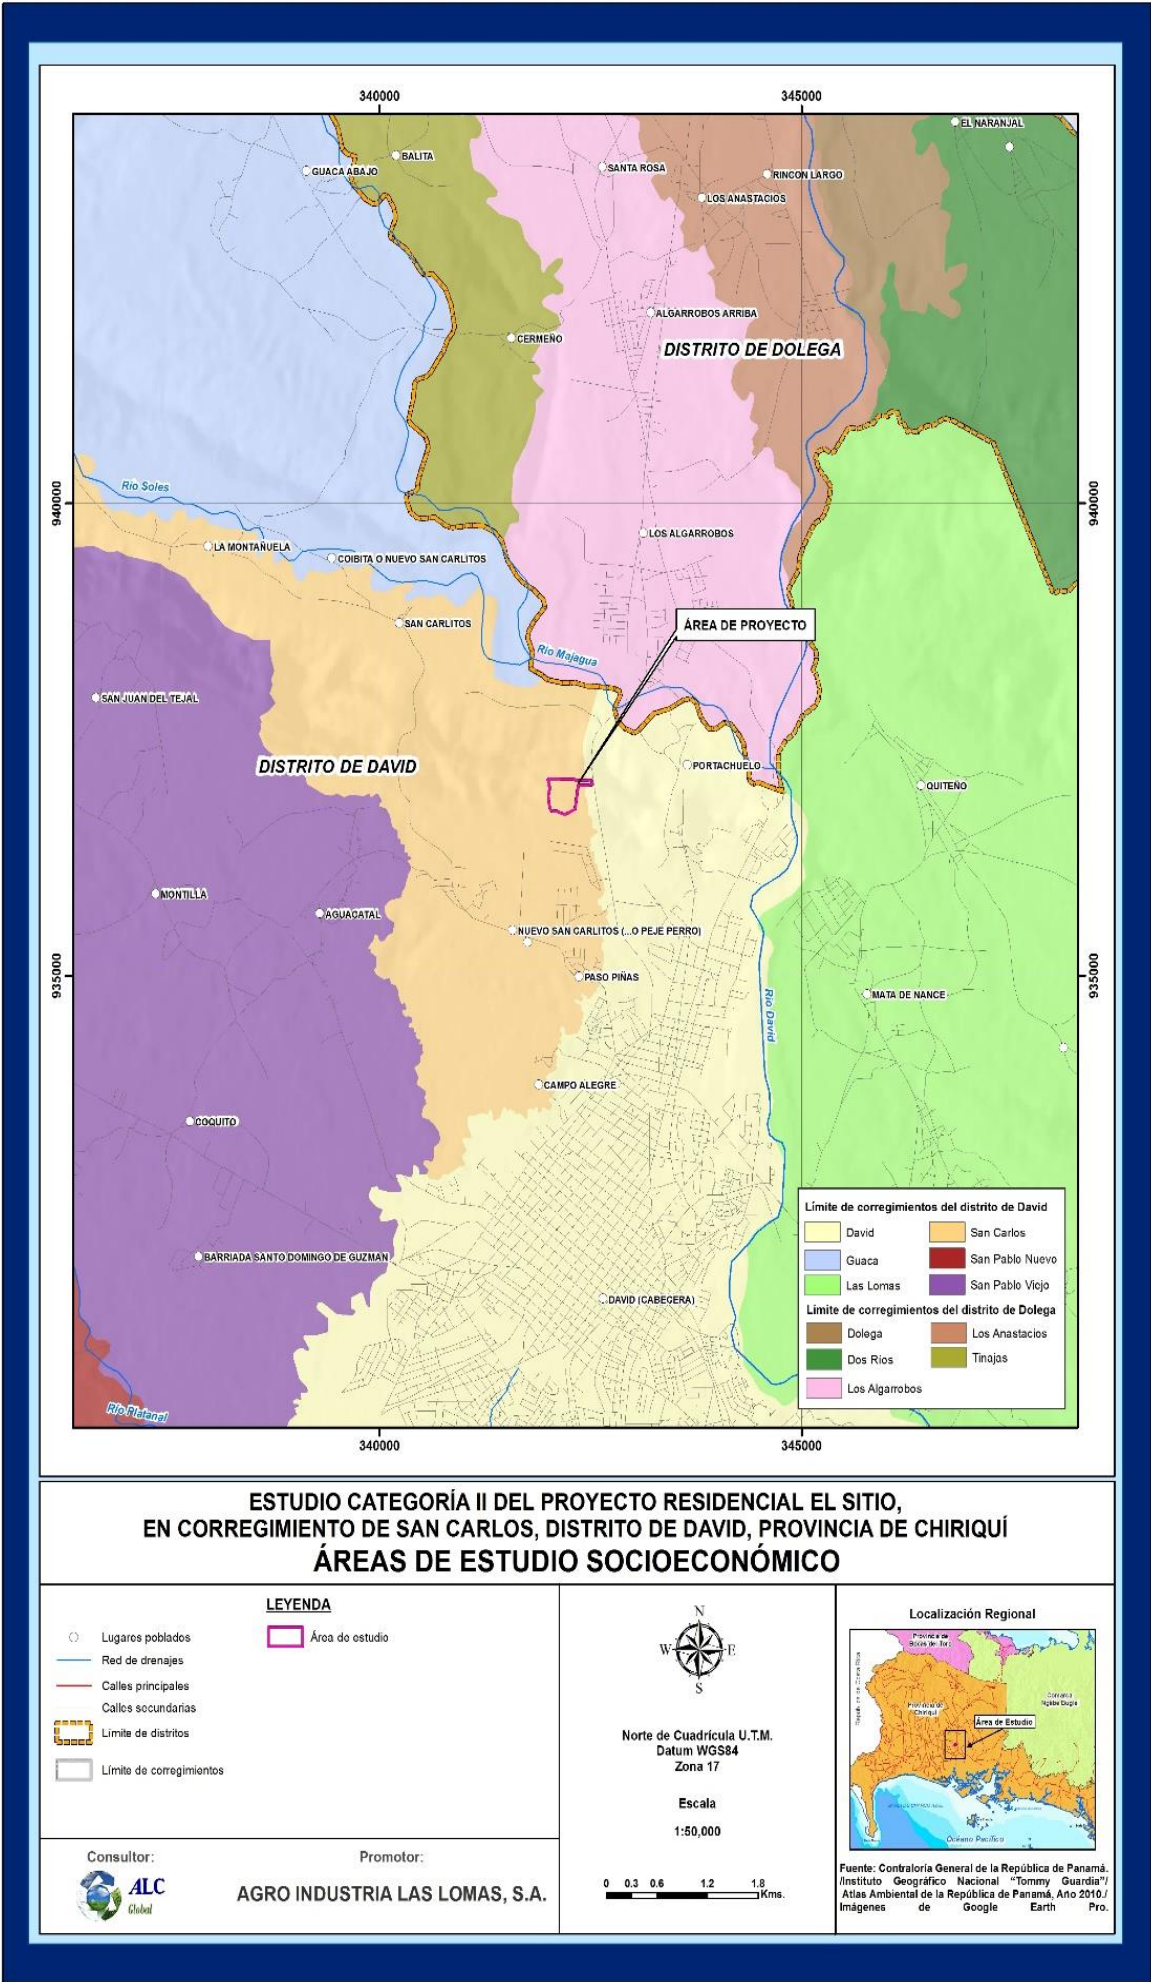 340000
345000
EL NARANJAL
BALITA
GUACA ABAJO
SANTA ROSA
RINCON LARGO
LOS ANASTACIOS
ALGARROBOS ARRIBA
CERMEÑO
DISTRITO DE DOLEGA
940000
940000
Río Soles
LOS ALGARROBOS
LA MONTAÑUELA
COIBITA O NUEVO SAN CARLITOS
SAN CARLITOS
ÁREA DE PROYECTO
Río Majagua
SAN JUAN DEL TEJAL
DISTRITO DE DAVID
PORTACHUELO
QUITEÑO
MONTILLA
AGUACATAL
NUEVO SAN CARLITOS (...O PEJE PERRO)
935000
935000
PASO PIÑAS
MATA DE NANCE
Río David
CAMPO ALEGRE
COQUITO
BARRIADA SANTO DOMINGO DE GUZMAN
DAVID (CABECERA)
Río Platanal
Límite de corregimientos del distrito de David
David
San Carlos
Guaca
San Pablo Nuevo
Las Lomas
San Pablo Viejo
Límite de corregimientos del distrito de Dolega
Dolega
Los Anastacios
Dos Ríos
Tinajas
Los Algarrobos
340000
345000
ESTUDIO CATEGORÍA II DEL PROYECTO RESIDENCIAL EL SITIO,
EN CORREGIMIENTO DE SAN CARLOS, DISTRITO DE DAVID, PROVINCIA DE CHIRIQUÍ
ÁREAS DE ESTUDIO SOCIOECONÓMICO
LEYENDA
Lugares poblados
Área de estudio
Red de drenajes
Calles principales
Calles secundarias
Límite de distritos
Límite de corregimientos
N
W
E
S
Norte de Cuadrícula U.T.M.
Datum WGS84
Zona 17
Escala
1:50,000
0 0.3 0.6 1.2 1.8
Kms.
Localización Regional
Provincia de
Bocas del Toro
Provincia de
Chiriquí
Comarca
Ngäbe Buglé
Área de Estudio
Océano Pacífico
Fuente: Contraloría General de la República de Panamá.
/Instituto Geográfico Nacional "Tommy Guardia"/
Atlas Ambiental de la República de Panamá, Año 2010./
Imágenes de Google Earth Pro.
Consultor:
ALC
Global
Promotor:
AGRO INDUSTRIA LAS LOMAS, S.A.